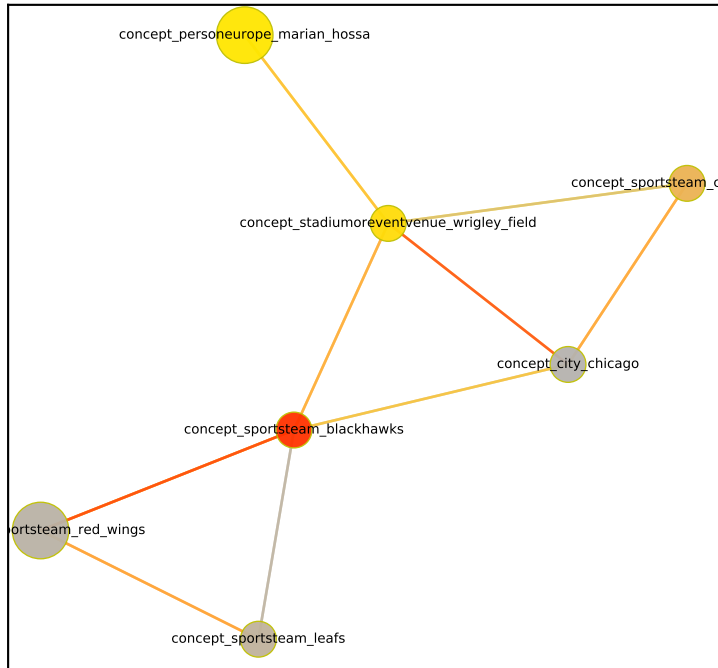 concept_personeurope_marian_hossa
concept_sportsteam_c
concept_stadiumoreventvenue_wrigley_field
concept_city_chicago
concept_sportsteam_blackhawks
ortsteam_red_wings
concept_sportsteam_leafs